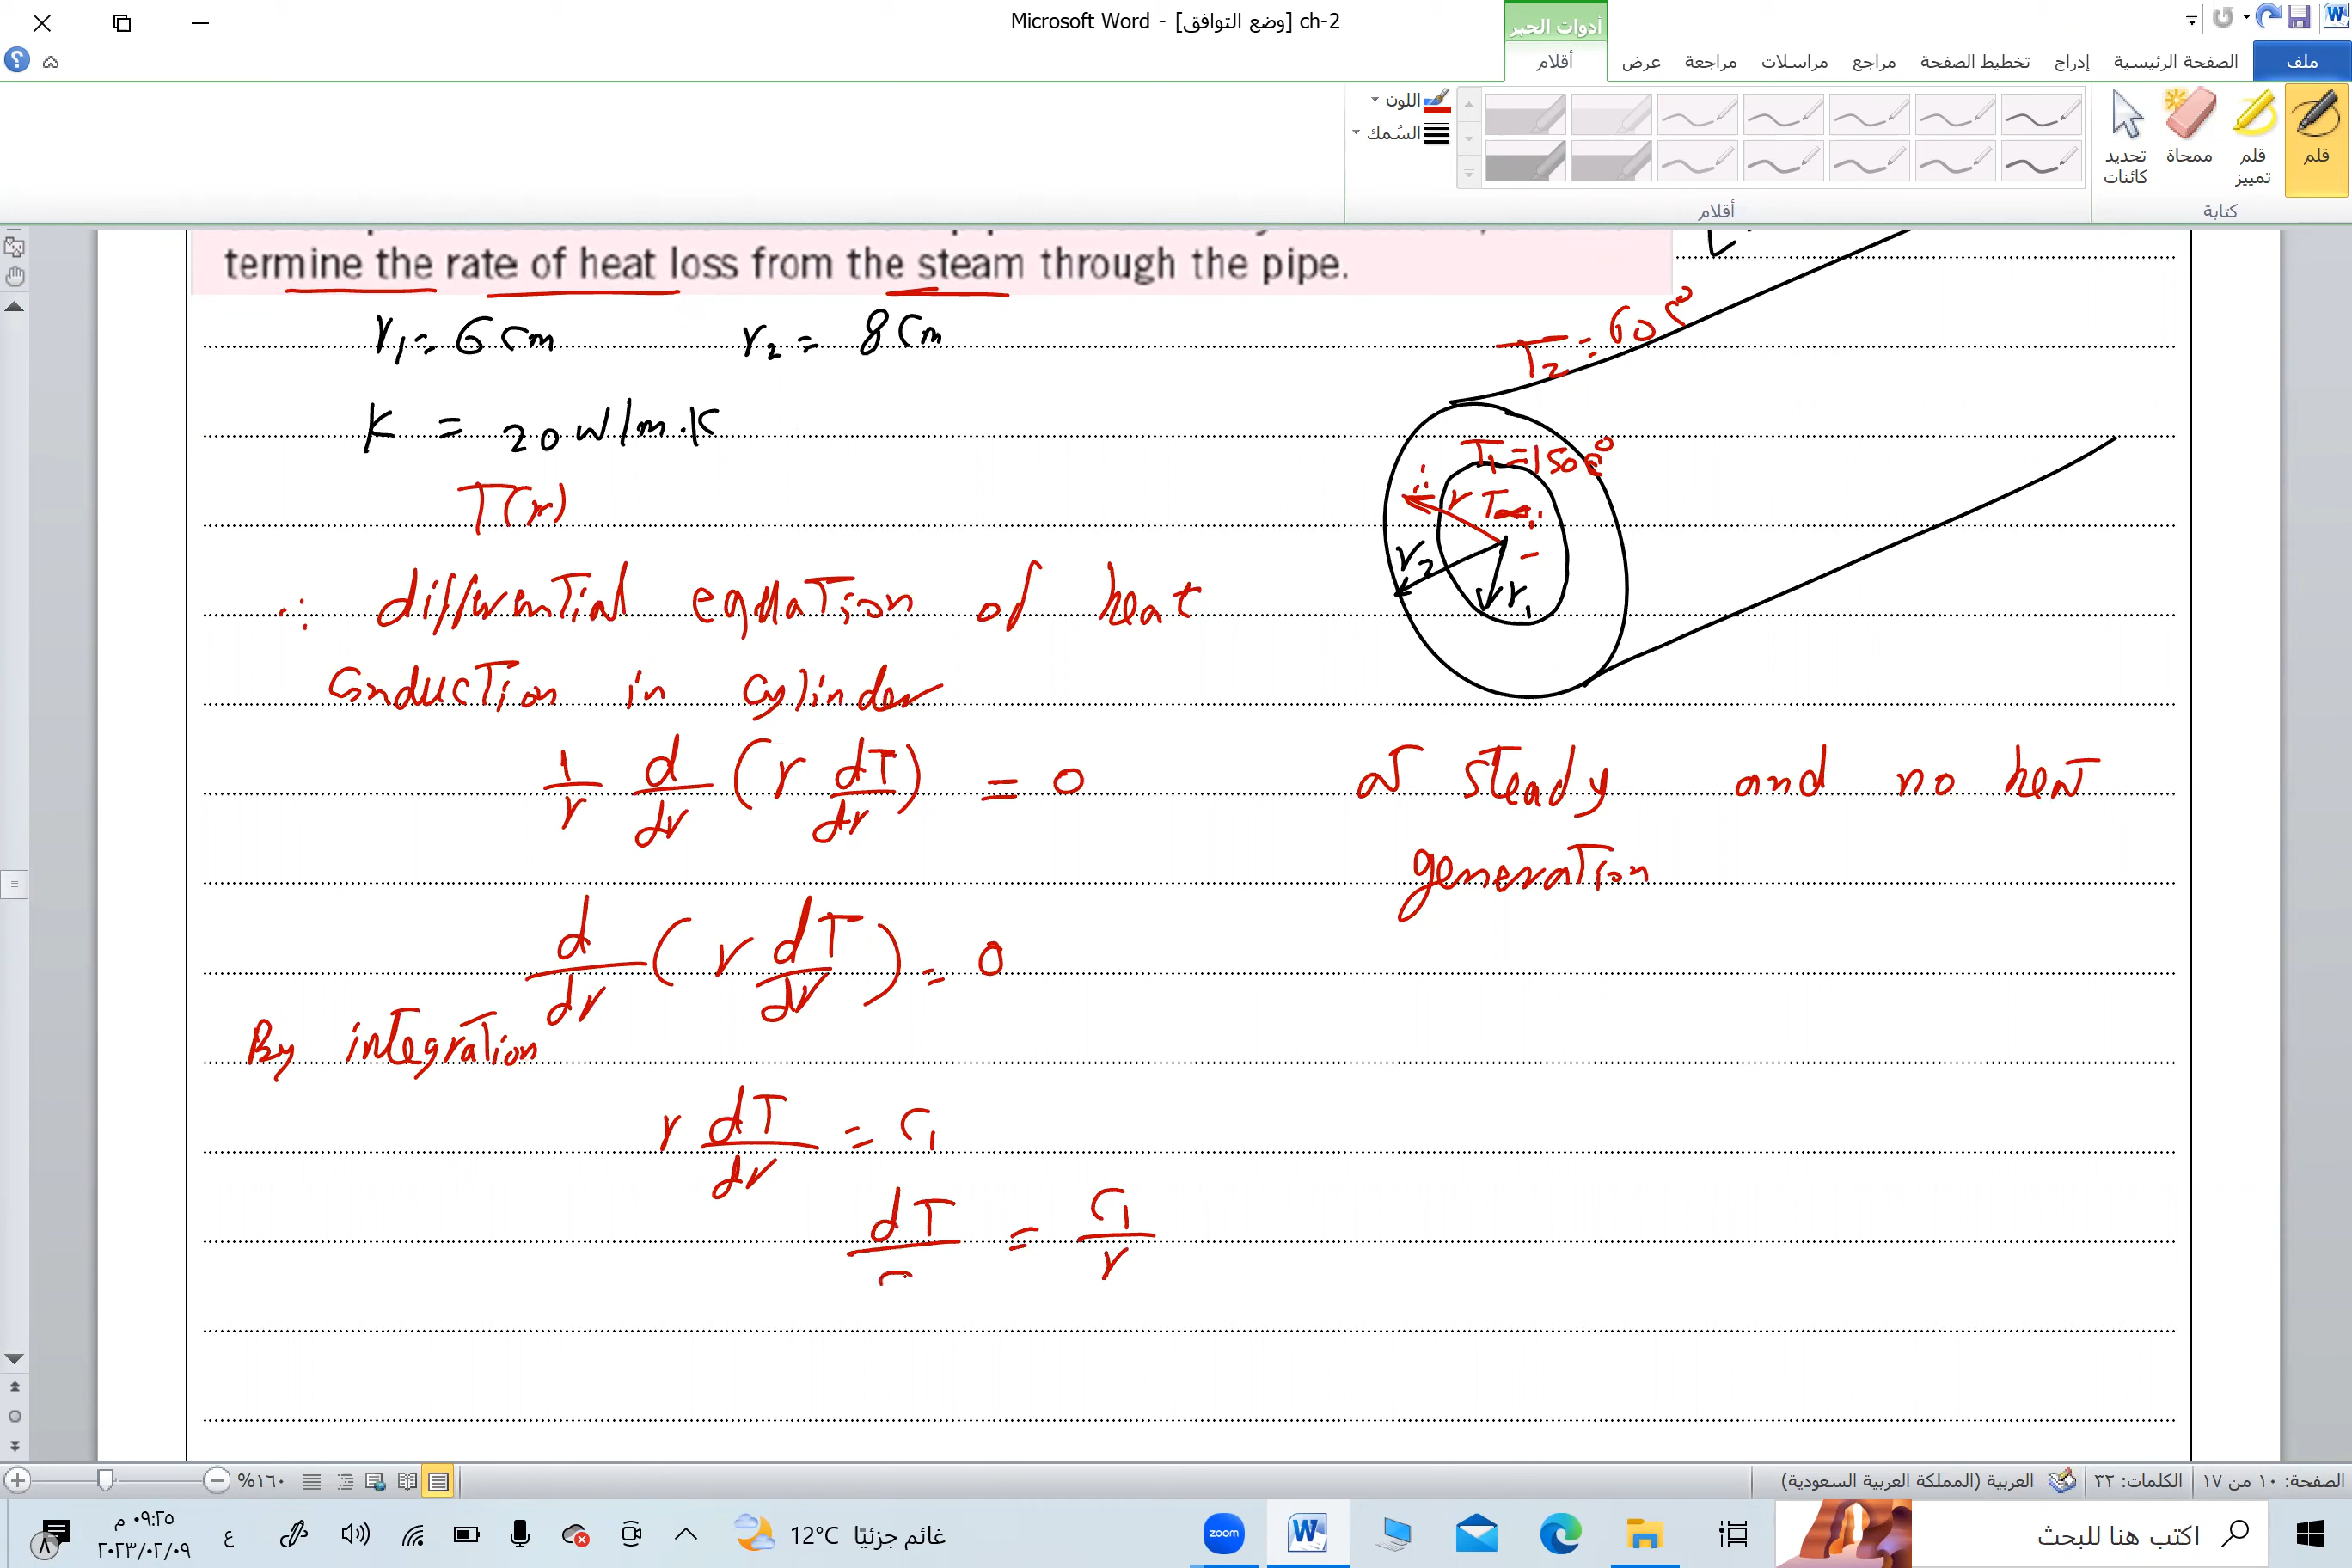 ch-2 [وضع التوافق] - Microsoft Word
أدوات الحبر
ملف الصفحة الرئيسية إدراج تخطيط الصفحة مراجع مراسلات مراجعة عرض أقلام
قلم
قلم تمييز
ممحاة
تحديد كائنات
اللون
السُمك
كتابة
أقلام
termine the rate of heat loss from the steam through the pipe.
r₁ = 6 cm r₂ = 8 cm
T₂ = 60 C°
K = 20 W/m.K
T₁ = 150 C°
T(r)
r
r₂
r₁
∴ differential equation of heat
conduction in cylinder
1/r d/dr (r dT/dr) = 0 at steady and no heat
generation
d/dr (r dT/dr) = 0
By integration
r dT/dr = C₁
dT = C₁/r
الصفحة: ١٠ من ١٧ الكلمات: ٣٢ العربية (المملكة العربية السعودية)
١٦٠%
اكتب هنا للبحث
zoom
12°C غائم جزئيًا
ع
٠٩:٢٥ م
٢٠٢٣/٠٢/٠٩
٨